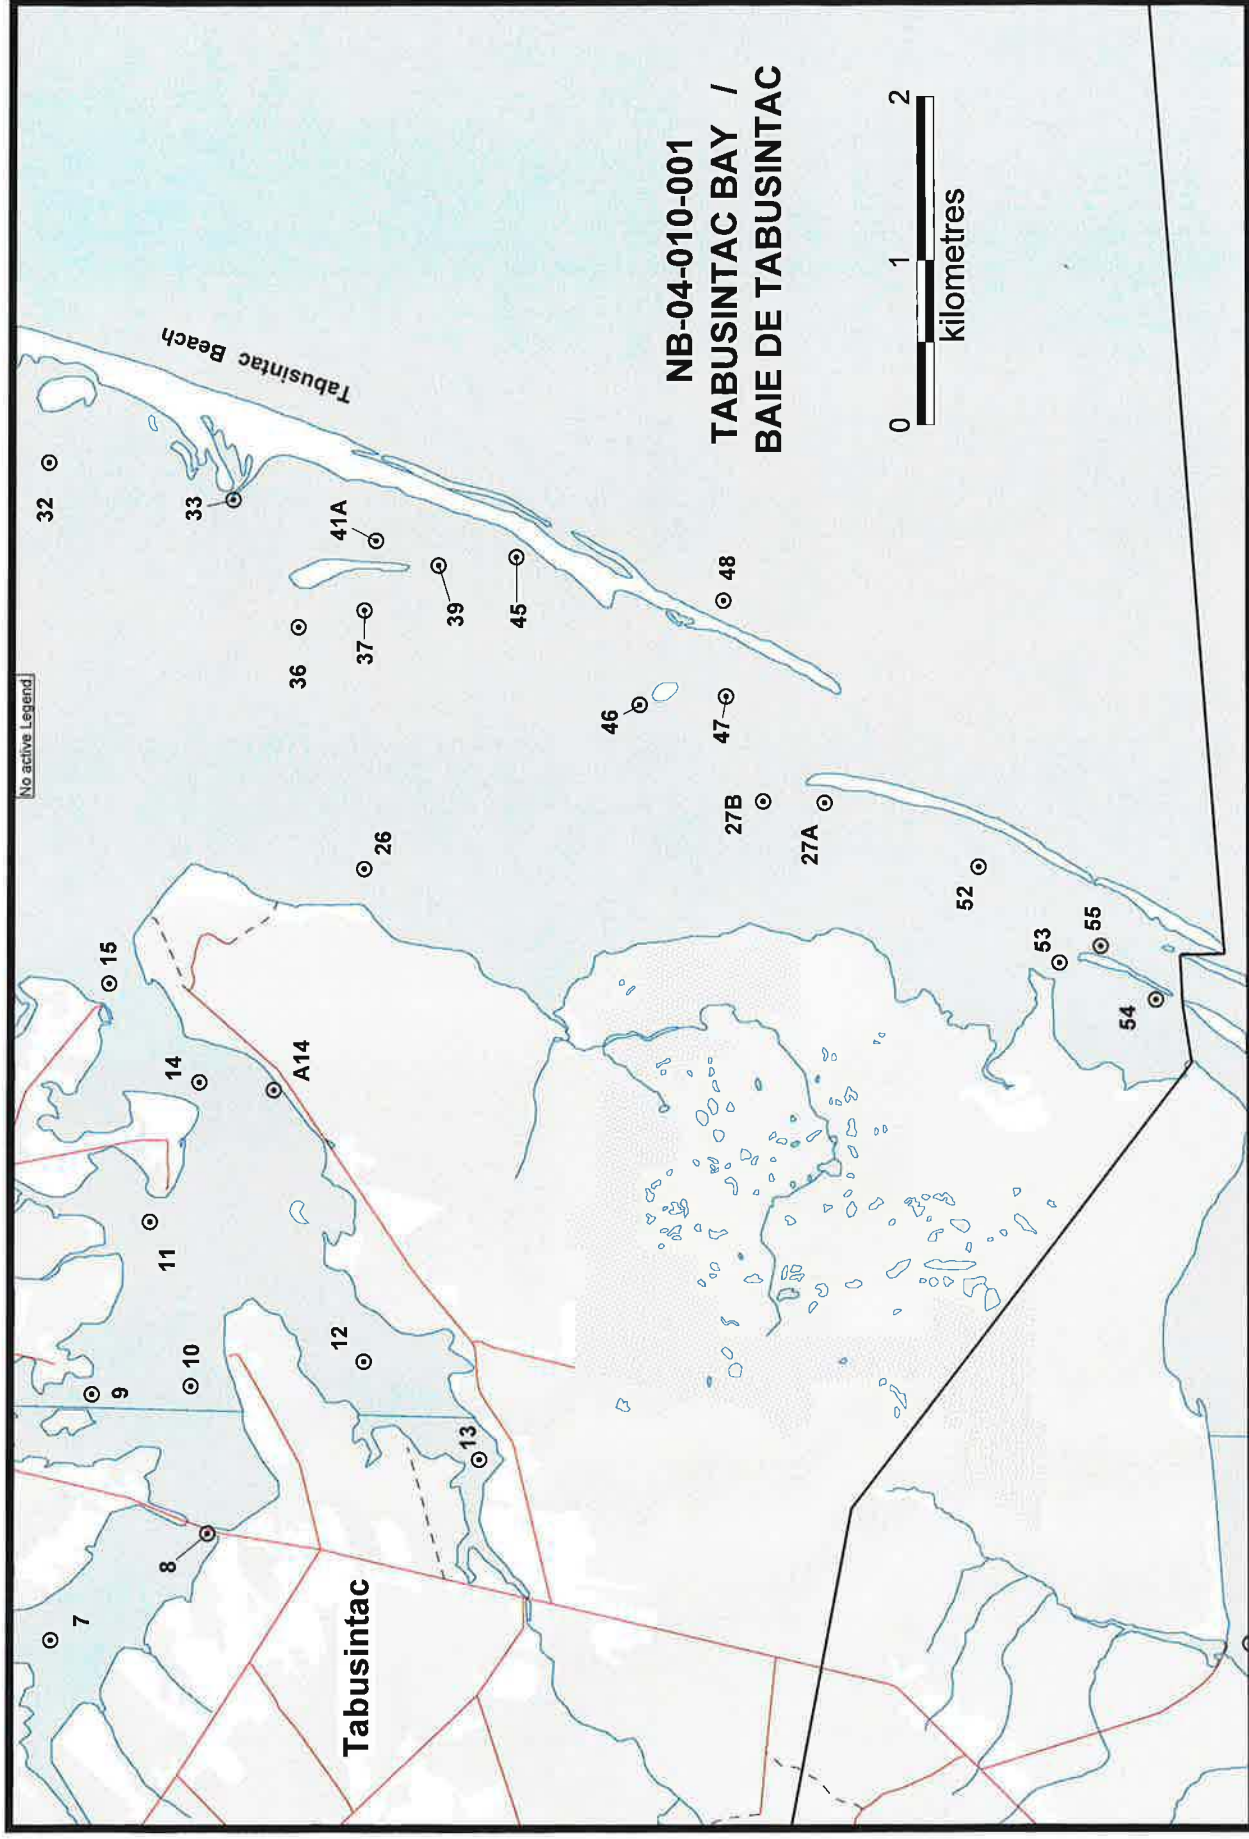 No active Legend
NB-04-010-001
TABUSINTAC BAY /
BAIE DE TABUSINTAC
0 1 2
kilometres
Tabusintac Beach
Tabusintac
7
8
9
10
11
12
13
14
A14
15
26
27B
27A
32
33
36
37
41A
39
45
46
47
48
52
53
54
55